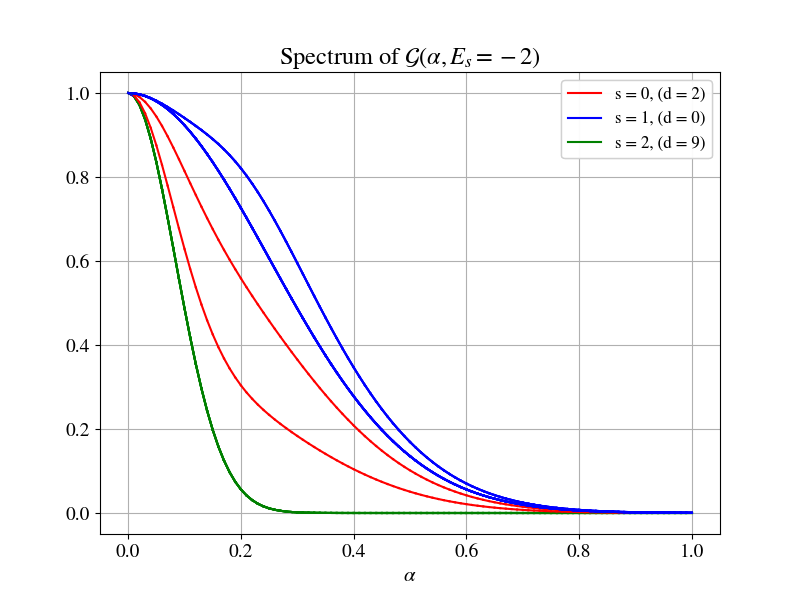 Spectrum of 𝒢(α, E_s = −2)
s = 0, (d = 2)
s = 1, (d = 0)
s = 2, (d = 9)
1.0
0.8
0.6
0.4
0.2
0.0
0.0 0.2 0.4 0.6 0.8 1.0
α